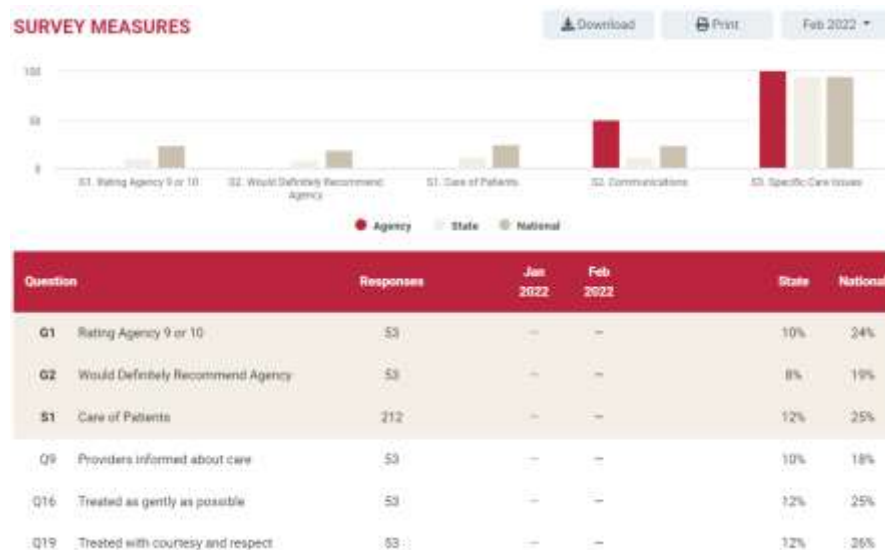 SURVEY MEASURES
Download
Print
Feb 2022
100
50
0
G1. Rating Agency 9 or 10
G2. Would Definitely Recommend
Agency
S1. Care of Patients
S2. Communications
S3. Specific Care Issues
Agency
State
National
Question Responses Jan 2022 Feb 2022 State National
G1 Rating Agency 9 or 10 53 -- -- 10% 24%
G2 Would Definitely Recommend Agency 53 -- -- 8% 19%
S1 Care of Patients 212 -- -- 12% 25%
Q9 Providers informed about care 53 -- -- 10% 18%
Q16 Treated as gently as possible 53 -- -- 12% 25%
Q19 Treated with courtesy and respect 53 -- -- 12% 26%